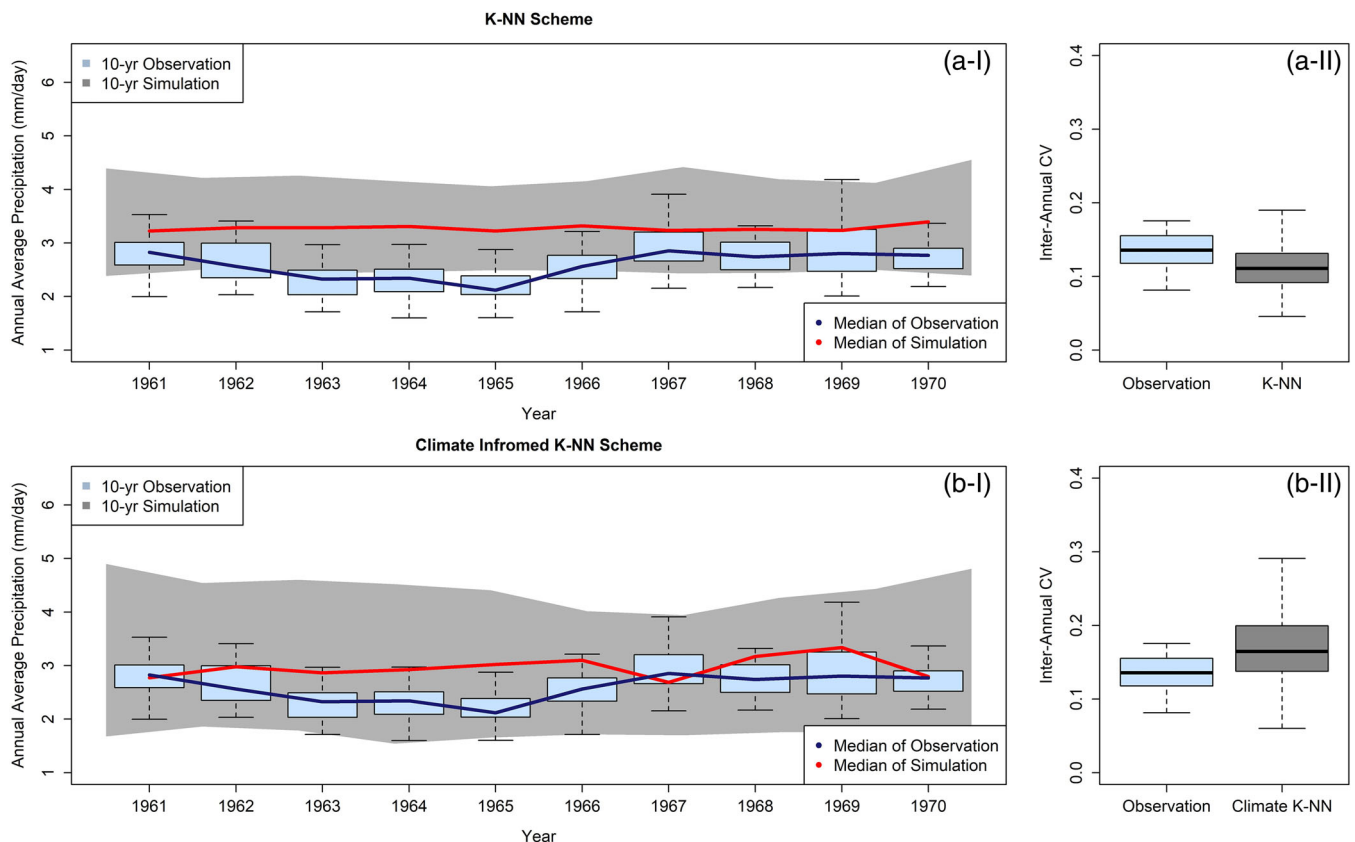 K-NN Scheme
10-yr Observation
10-yr Simulation
(a-I)
Annual Average Precipitation (mm/day)
6
5
4
3
2
1
Median of Observation
Median of Simulation
1961 1962 1963 1964 1965 1966 1967 1968 1969 1970
Year
(a-II)
Inter-Annual CV
0.4
0.3
0.2
0.1
0.0
Observation K-NN
Climate Infromed K-NN Scheme
10-yr Observation
10-yr Simulation
(b-I)
Annual Average Precipitation (mm/day)
6
5
4
3
2
1
Median of Observation
Median of Simulation
1961 1962 1963 1964 1965 1966 1967 1968 1969 1970
Year
(b-II)
Inter-Annual CV
0.4
0.3
0.2
0.1
0.0
Observation Climate K-NN